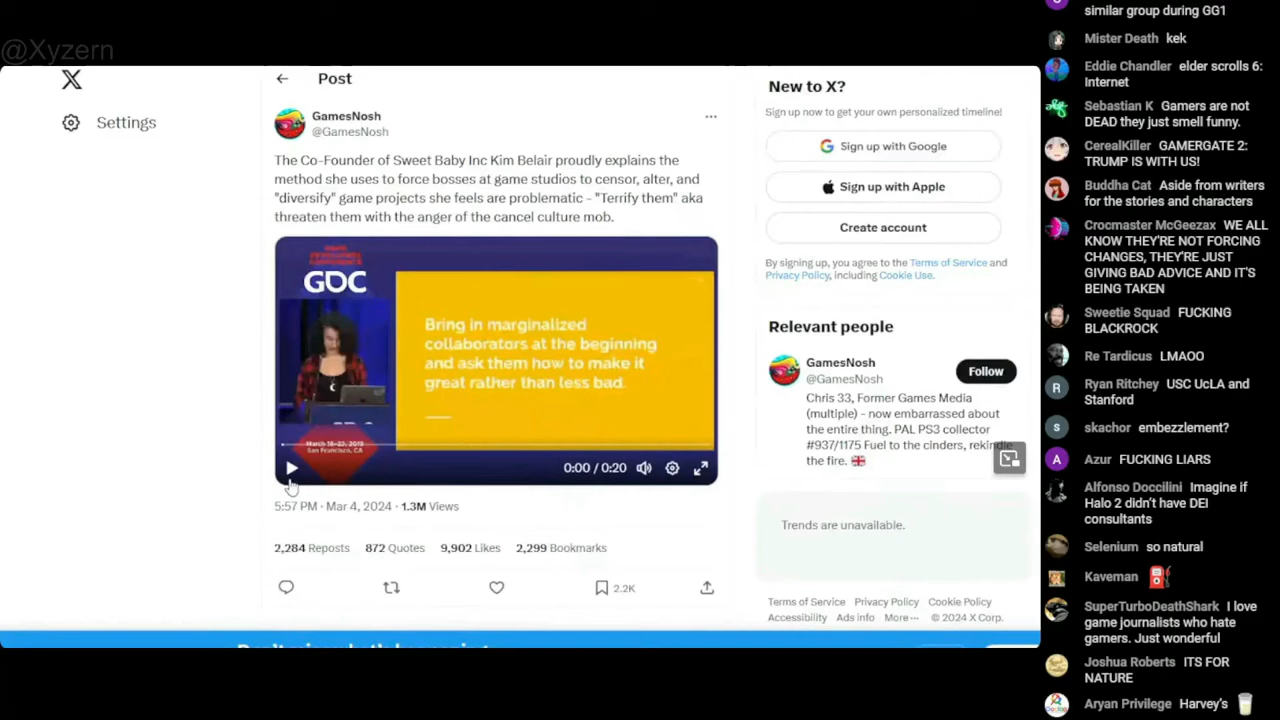 @Xyzern
Post
Settings
GamesNosh
@GamesNosh
The Co-Founder of Sweet Baby Inc Kim Belair proudly explains the
method she uses to force bosses at game studios to censor, alter, and
"diversify" game projects she feels are problematic - "Terrify them" aka
threaten them with the anger of the cancel culture mob.
GDC
Bring in marginalized
collaborators at the beginning
and ask them how to make it
great rather than less bad.
March 18-22, 2019
San Francisco, CA
0:00 / 0:20
5:57 PM · Mar 4, 2024 · 1.3M Views
2,284 Reposts 872 Quotes 9,902 Likes 2,299 Bookmarks
2.2K
New to X?
Sign up now to get your own personalized timeline!
Sign up with Google
Sign up with Apple
Create account
By signing up, you agree to the Terms of Service and
Privacy Policy, including Cookie Use.
Relevant people
GamesNosh
@GamesNosh
Follow
Chris 33, Former Games Media
(multiple) - now embarrassed about
the entire thing. PAL PS3 collector
#937/1175 Fuel to the cinders, rekindle
the fire.
Trends are unavailable.
Terms of Service Privacy Policy Cookie Policy
Accessibility Ads info More··· © 2024 X Corp.
similar group during GG1
Mister Death kek
Eddie Chandler elder scrolls 6:
Internet
Sebastian K Gamers are not
DEAD they just smell funny.
CerealKiller GAMERGATE 2:
TRUMP IS WITH US!
Buddha Cat Aside from writers
for the stories and characters
Crocmaster McGeezax WE ALL
KNOW THEY'RE NOT FORCING
CHANGES, THEY'RE JUST
GIVING BAD ADVICE AND IT'S
BEING TAKEN
Sweetie Squad FUCKING
BLACKROCK
Re Tardicus LMAOO
Ryan Ritchey USC UcLA and
Stanford
skachor embezzlement?
Azur FUCKING LIARS
Alfonso Doccilini Imagine if
Halo 2 didn't have DEI
consultants
Selenium so natural
Kaveman
SuperTurboDeathShark I love
game journalists who hate
gamers. Just wonderful
Joshua Roberts ITS FOR
NATURE
Aryan Privilege Harvey's